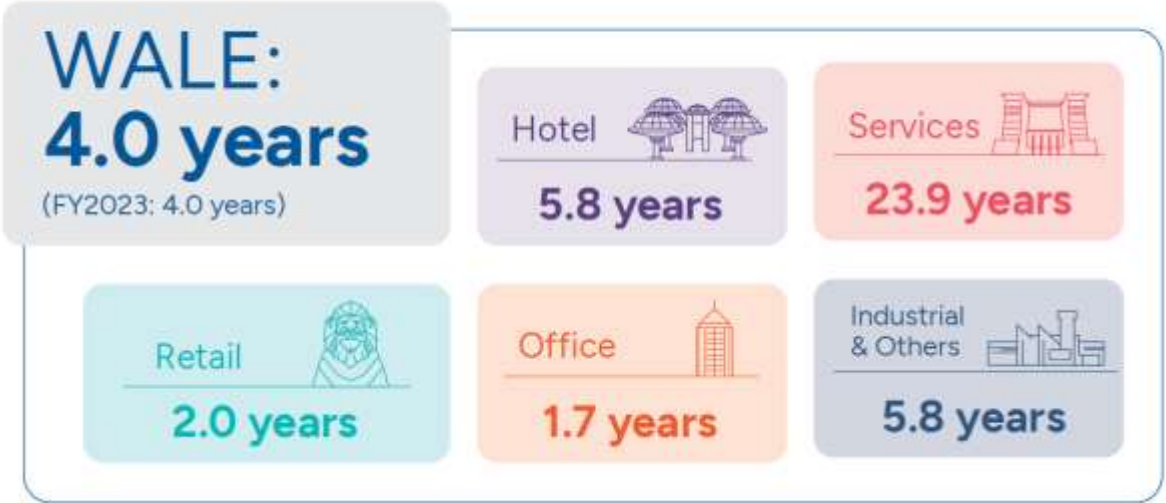 WALE:
4.0 years
(FY2023: 4.0 years)
Hotel
5.8 years
Services
23.9 years
Retail
2.0 years
Office
1.7 years
Industrial
& Others
5.8 years